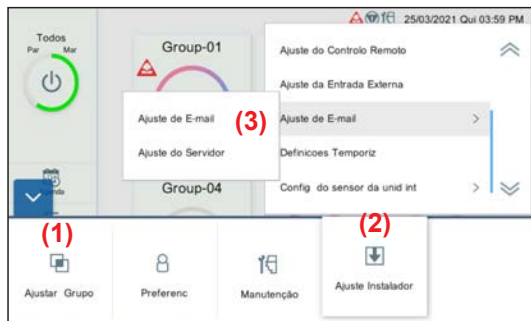 25/03/2021 Qui 03:59 PM
Todos
Par Mar
Group-01
Ajuste do Controlo Remoto
Ajuste da Entrada Externa
Ajuste de E-mail
(3)
Ajuste de E-mail >
Ajuste do Servidor
Definicoes Temporiz
Group-04
Config do sensor da unid int >
(1)
(2)
Ajustar Grupo
Preferenc
Manutenção
Ajuste Instalador